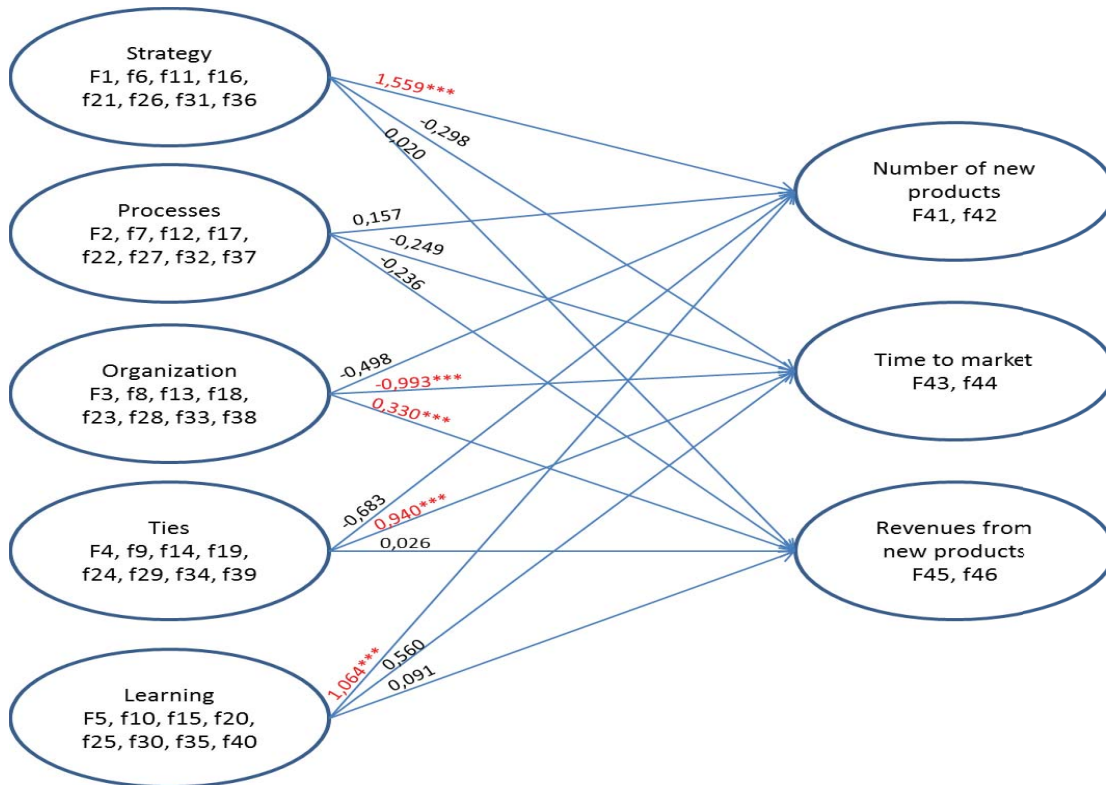 Strategy
F1, f6, f11, f16,
f21, f26, f31, f36
1,559***
-0,298
0,020
Number of new
products
F41, f42
Processes
F2, f7, f12, f17,
f22, f27, f32, f37
0,157
-0,249
-0,236
Organization
F3, f8, f13, f18,
f23, f28, f33, f38
-0,498
-0,993***
0,330***
Time to market
F43, f44
Ties
F4, f9, f14, f19,
f24, f29, f34, f39
-0,683
0,940***
0,026
Revenues from
new products
F45, f46
Learning
F5, f10, f15, f20,
f25, f30, f35, f40
1,064***
0,560
0,091